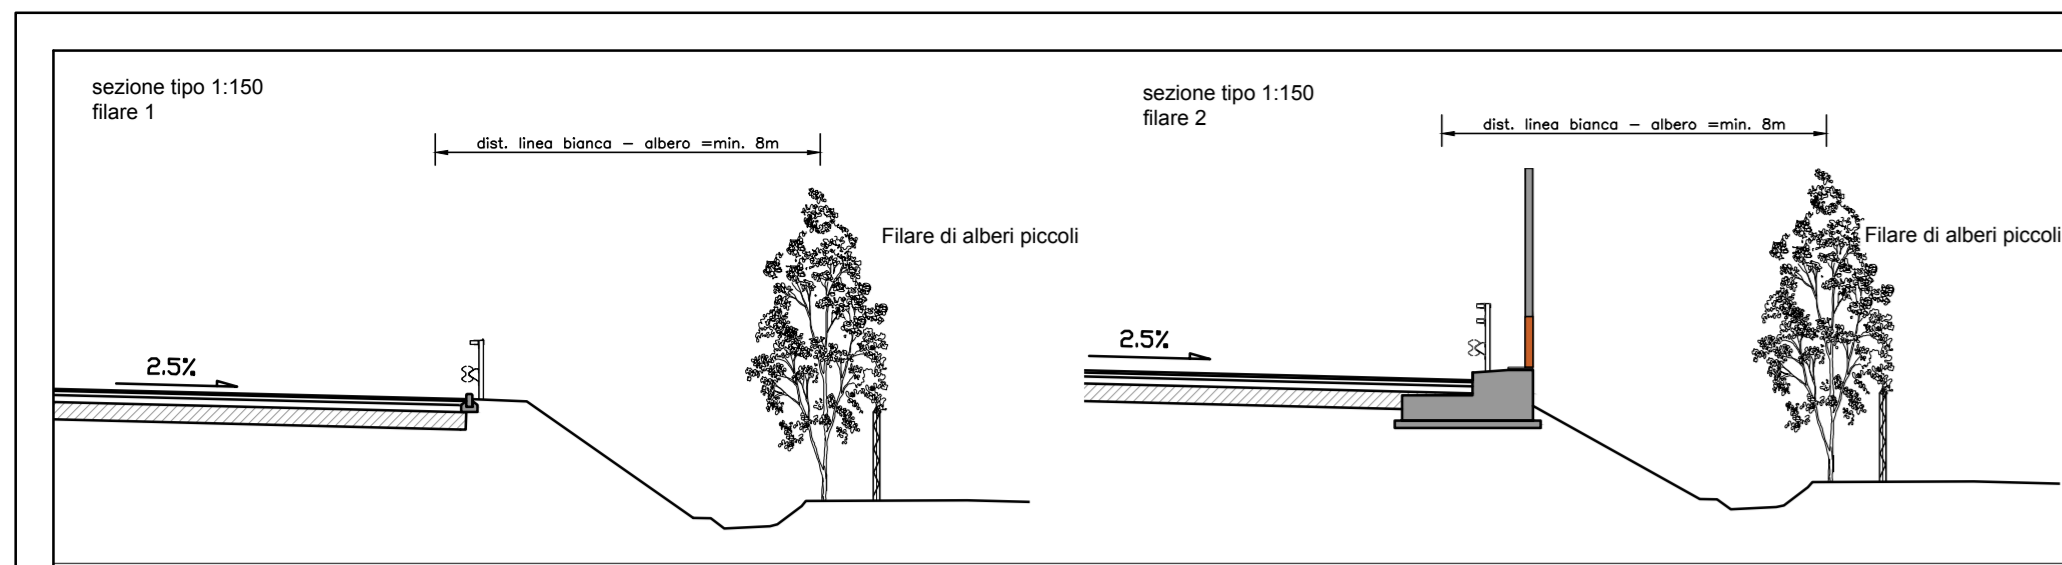 sezione tipo 1:150
filare 1
dist. linea bianca – albero =min. 8m
Filare di alberi piccoli
2.5%
sezione tipo 1:150
filare 2
dist. linea bianca – albero =min. 8m
Filare di alberi piccoli
2.5%